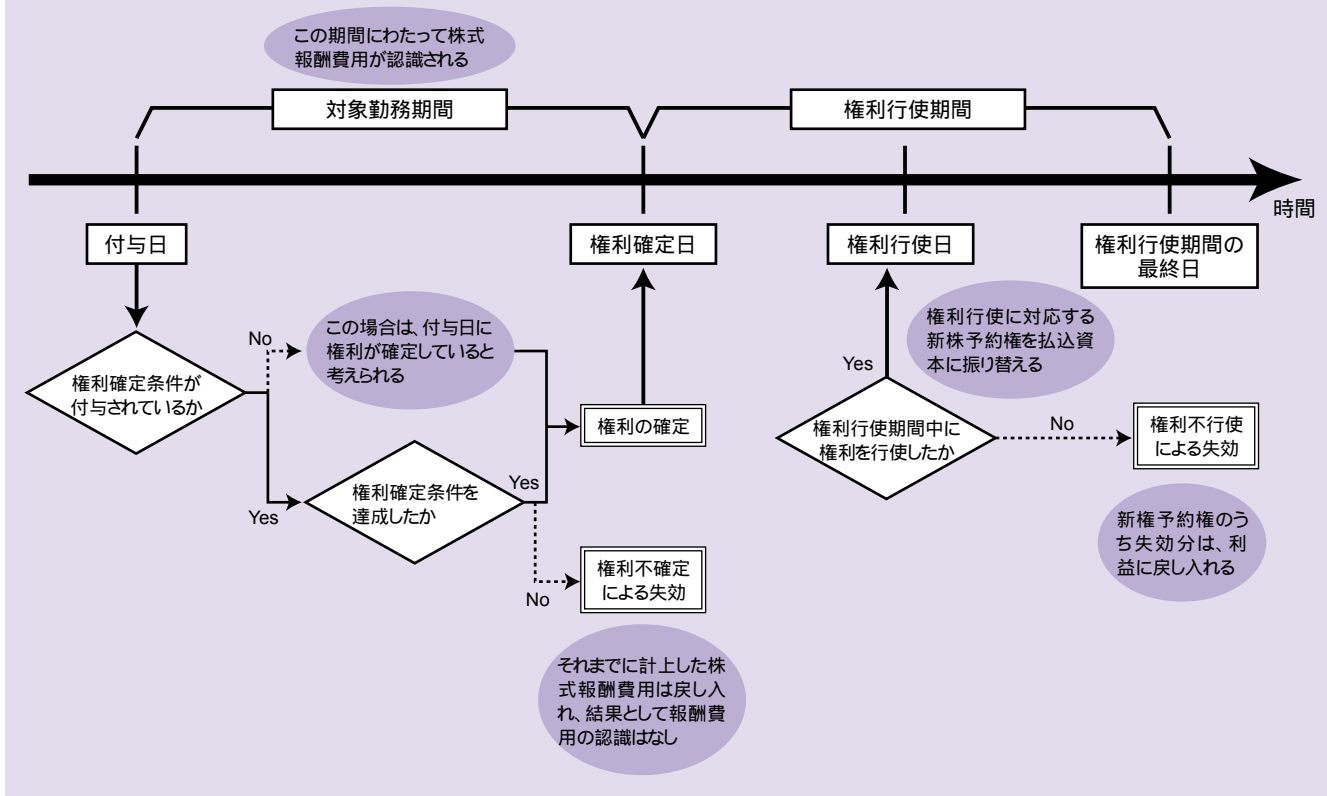 この期間にわたって株式
報酬費用が認識される
対象勤務期間
権利行使期間
時間
付与日
権利確定日
権利行使日
権利行使期間の
最終日
権利確定条件が
付与されているか
No
この場合は、付与日に
権利が確定していると
考えられる
Yes
権利確定条件を
達成したか
Yes
権利の確定
No
権利不確定
による失効
それまでに計上した株
式報酬費用は戻し入
れ、結果として報酬費
用の認識はなし
権利行使に対応する
新株予約権を払込資
本に振り替える
Yes
権利行使期間中に
権利を行使したか
No
権利不行使
による失効
新権予約権のう
ち失効分は、利
益に戻し入れる